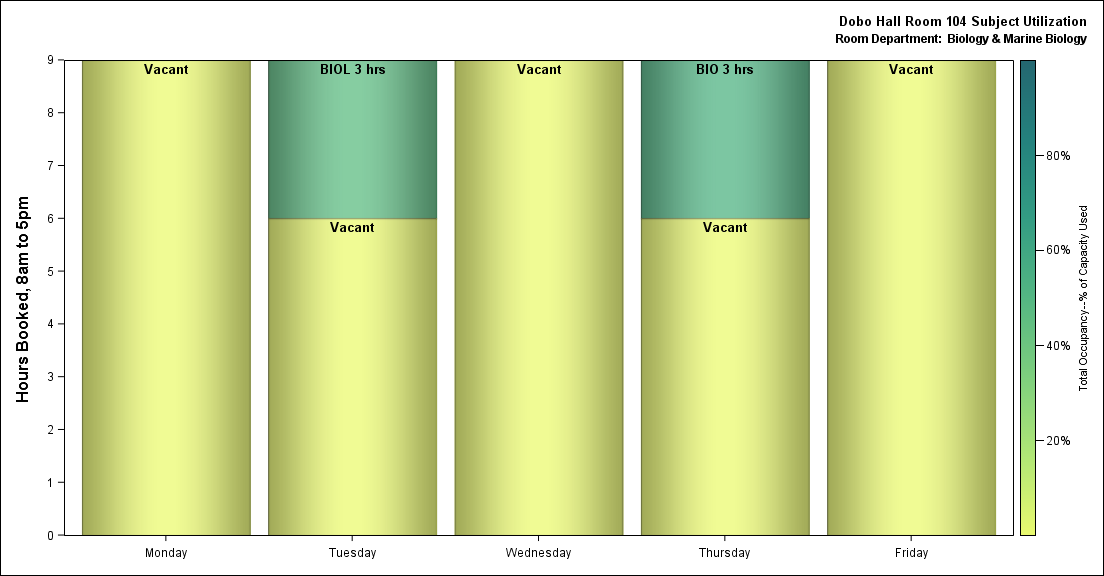 Dobo Hall Room 104 Subject Utilization
Room Department: Biology & Marine Biology
Hours Booked, 8am to 5pm
9
8
7
6
5
4
3
2
1
0
Vacant
BIOL 3 hrs
Vacant
BIO 3 hrs
Vacant
Vacant
Vacant
Monday
Tuesday
Wednesday
Thursday
Friday
80%
60%
40%
20%
Total Occupancy--% of Capacity Used